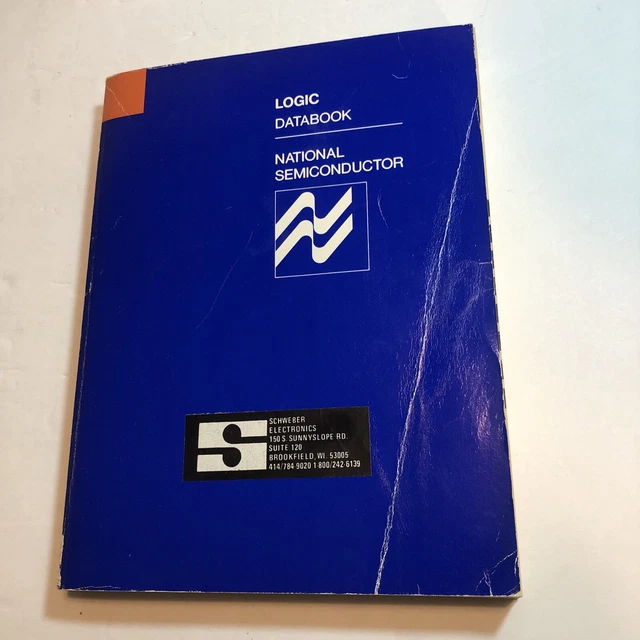 LOGIC
DATABOOK
NATIONAL
SEMICONDUCTOR
SCHWEBER
ELECTRONICS
150 S. SUNNYSLOPE RD.
SUITE 120
BROOKFIELD, WI. 53005
414/784 9020 1-800/242-6139